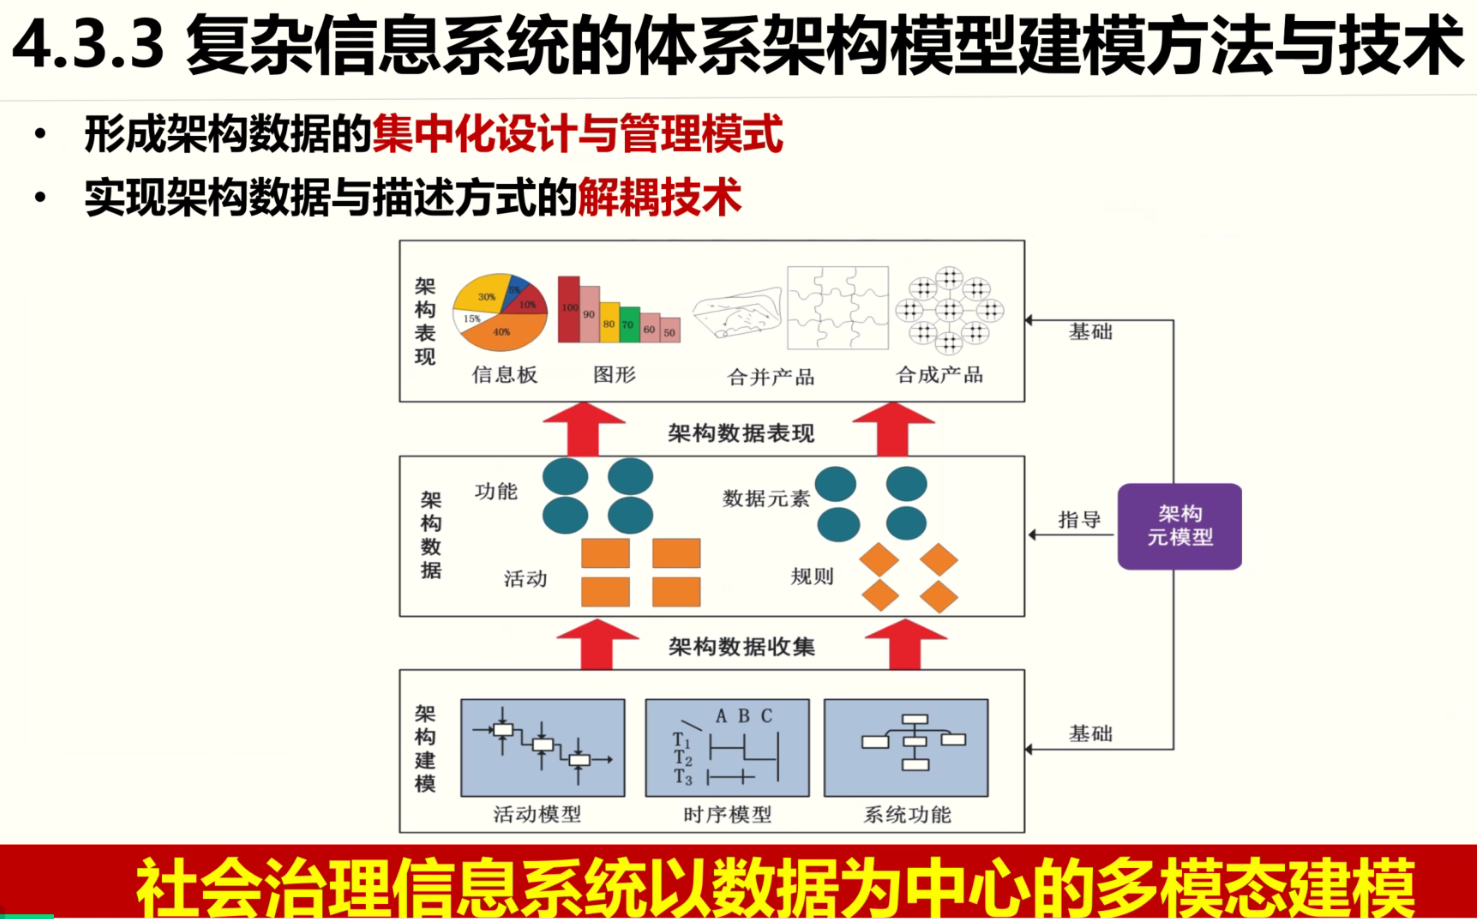 4.3.3 复杂信息系统的体系架构模型建模方法与技术
• 形成架构数据的集中化设计与管理模式
• 实现架构数据与描述方式的解耦技术
架构表现
30%
5%
10%
15%
40%
信息板
100
90
80
70
60
50
图形
合并产品
合成产品
基础
架构数据表现
架构数据
功能
数据元素
活动
规则
指导
架构
元模型
架构数据收集
架构建模
活动模型
A B C
T1
T2
T3
时序模型
系统功能
基础
社会治理信息系统以数据为中心的多模态建模